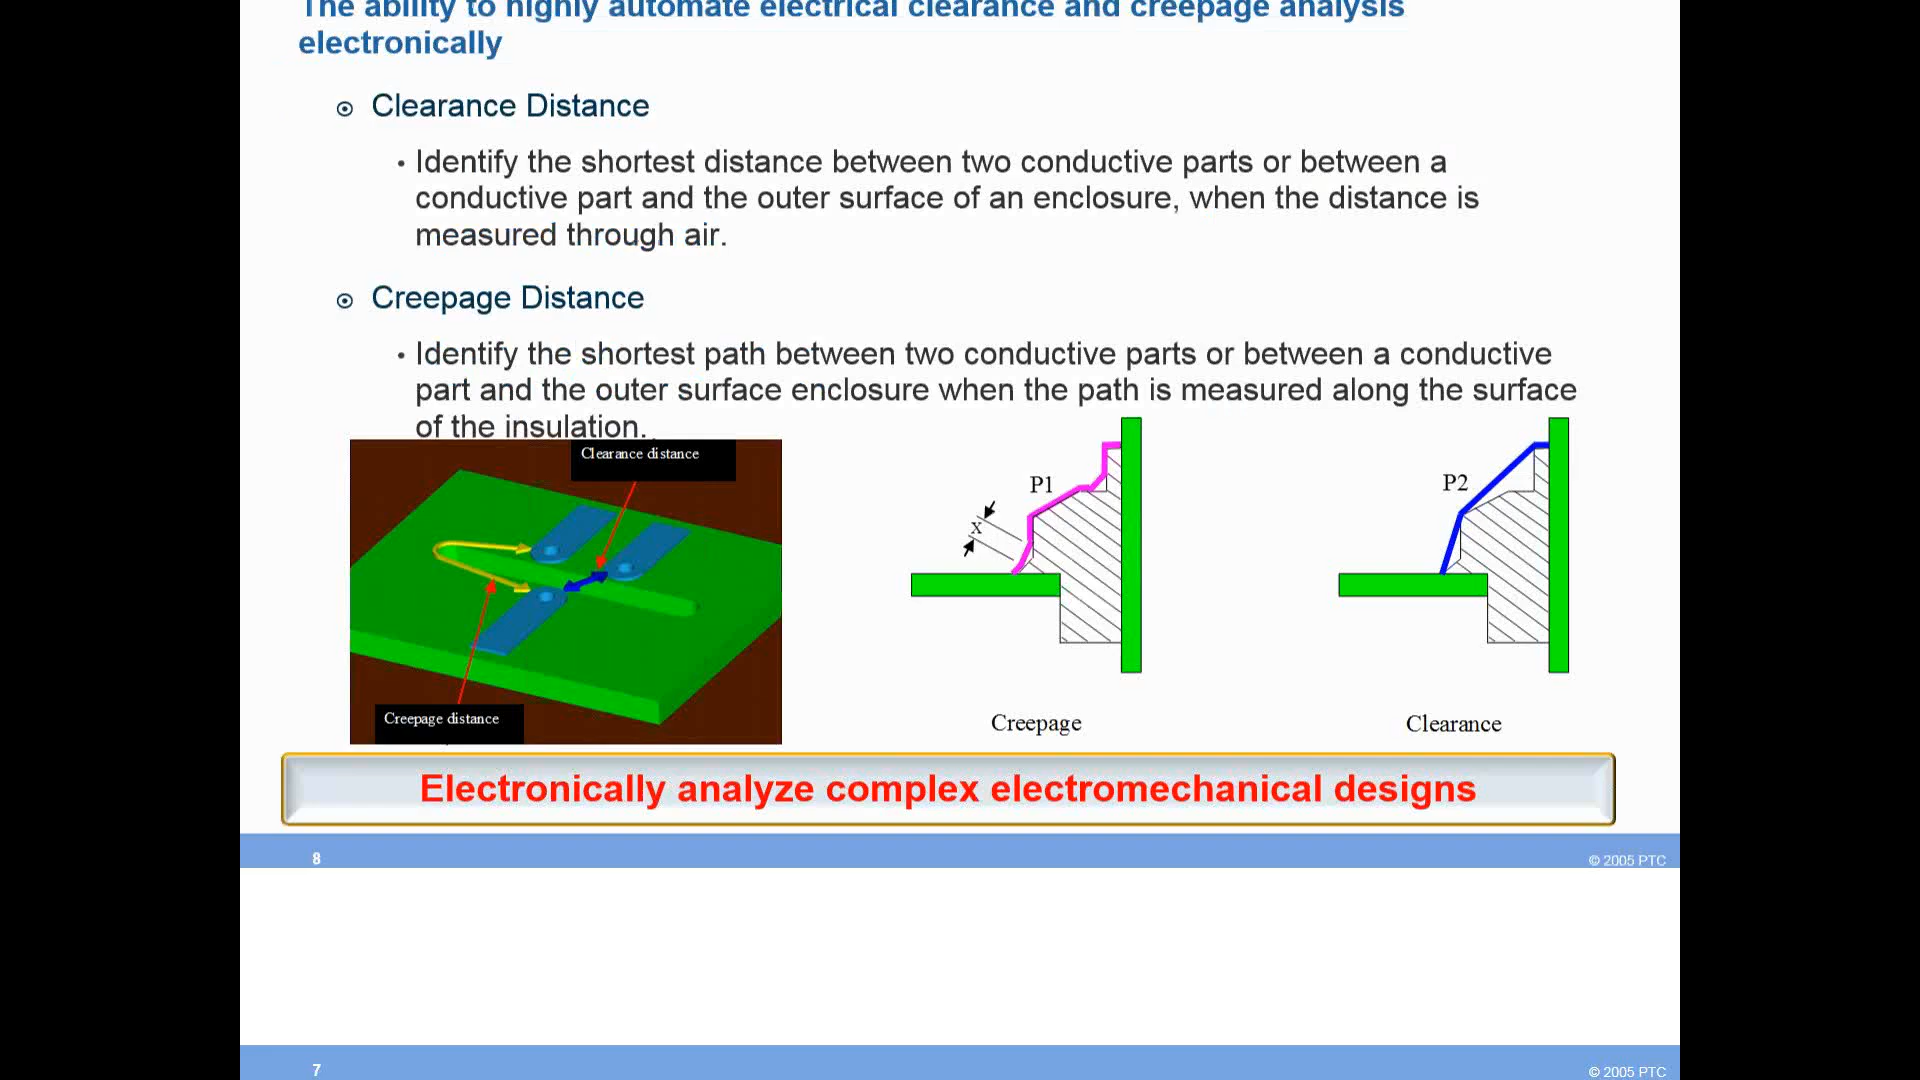 The ability to highly automate electrical clearance and creepage analysis
electronically
Clearance Distance
• Identify the shortest distance between two conductive parts or between a
conductive part and the outer surface of an enclosure, when the distance is
measured through air.
Creepage Distance
• Identify the shortest path between two conductive parts or between a conductive
part and the outer surface enclosure when the path is measured along the surface
of the insulation.
Clearance distance
Creepage distance
P1
x
Creepage
P2
Clearance
Electronically analyze complex electromechanical designs
8
© 2005 PTC
7
© 2005 PTC